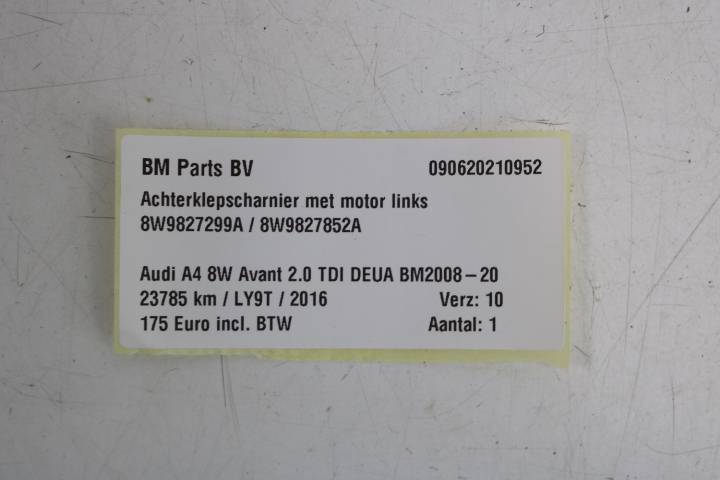 BM Parts BV 090620210952
Achterklepscharnier met motor links
8W9827299A / 8W9827852A
Audi A4 8W Avant 2.0 TDI DEUA BM2008-20
23785 km / LY9T / 2016 Verz: 10
175 Euro incl. BTW Aantal: 1